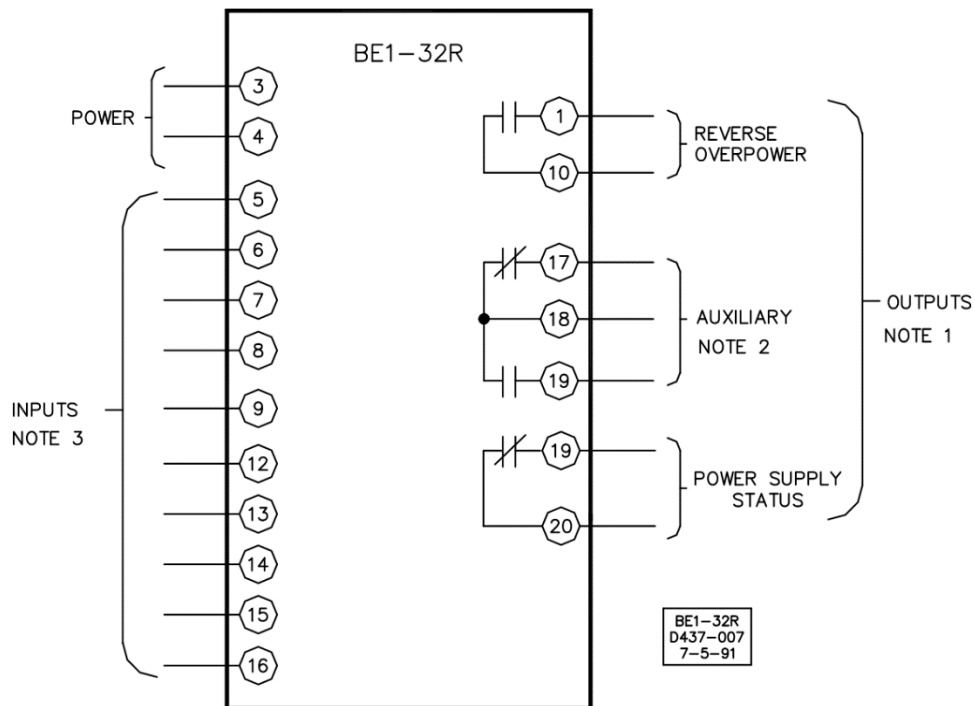 BE1-32R
POWER
3
4
5
6
7
8
9
12
13
14
15
16
INPUTS
NOTE 3
1
10
REVERSE
OVERPOWER
17
18
19
AUXILIARY
NOTE 2
19
20
POWER SUPPLY
STATUS
OUTPUTS
NOTE 1
BE1-32R
D437-007
7-5-91